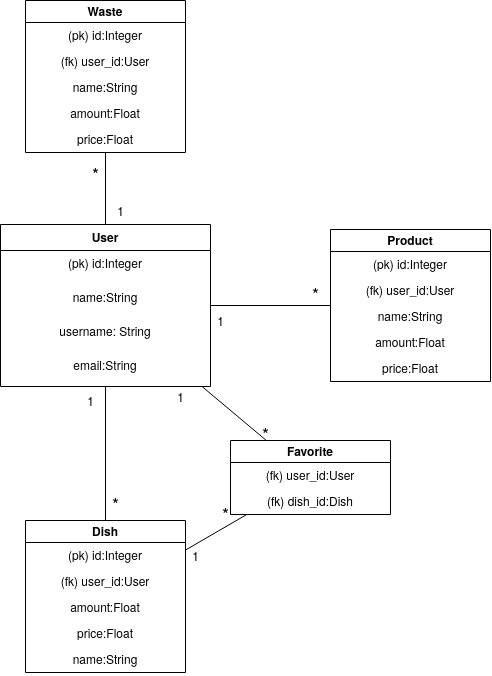 Waste
(pk) id:Integer
(fk) user_id:User
name:String
amount:Float
price:Float
*
1
User
(pk) id:Integer
name:String
username: String
email:String
1
*
Product
(pk) id:Integer
(fk) user_id:User
name:String
amount:Float
price:Float
1
*
1
*
Favorite
(fk) user_id:User
(fk) dish_id:Dish
*
1
Dish
(pk) id:Integer
(fk) user_id:User
amount:Float
price:Float
name:String